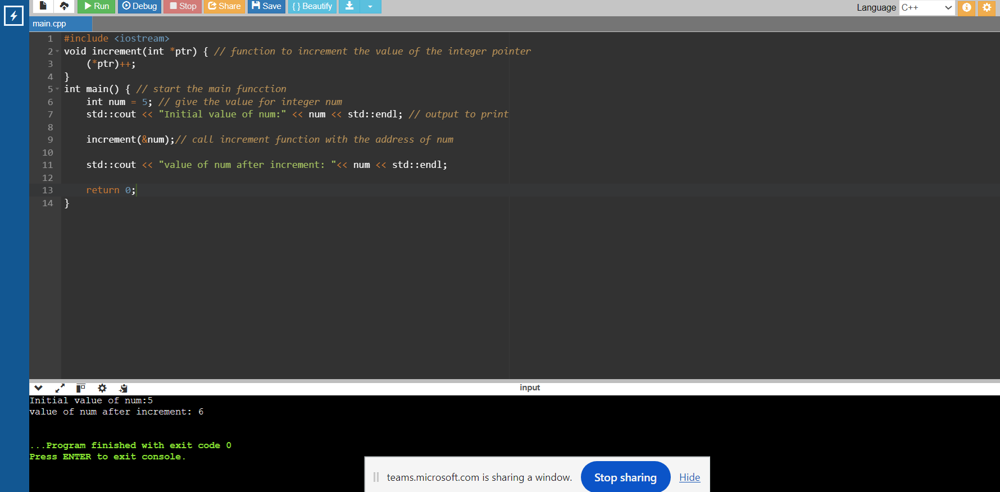 Run Debug Stop Share Save { } Beautify Language C++
main.cpp
1 #include <iostream>
2 void increment(int *ptr) { // function to increment the value of the integer pointer
3 (*ptr)++;
4 }
5 int main() { // start the main funcction
6 int num = 5; // give the value for integer num
7 std::cout << "Initial value of num:" << num << std::endl; // output to print
8
9 increment(&num);// call increment function with the address of num
10
11 std::cout << "value of num after increment: "<< num << std::endl;
12
13 return 0;
14 }
input
Initial value of num:5
value of num after increment: 6
...Program finished with exit code 0
Press ENTER to exit console.
teams.microsoft.com is sharing a window. Stop sharing Hide